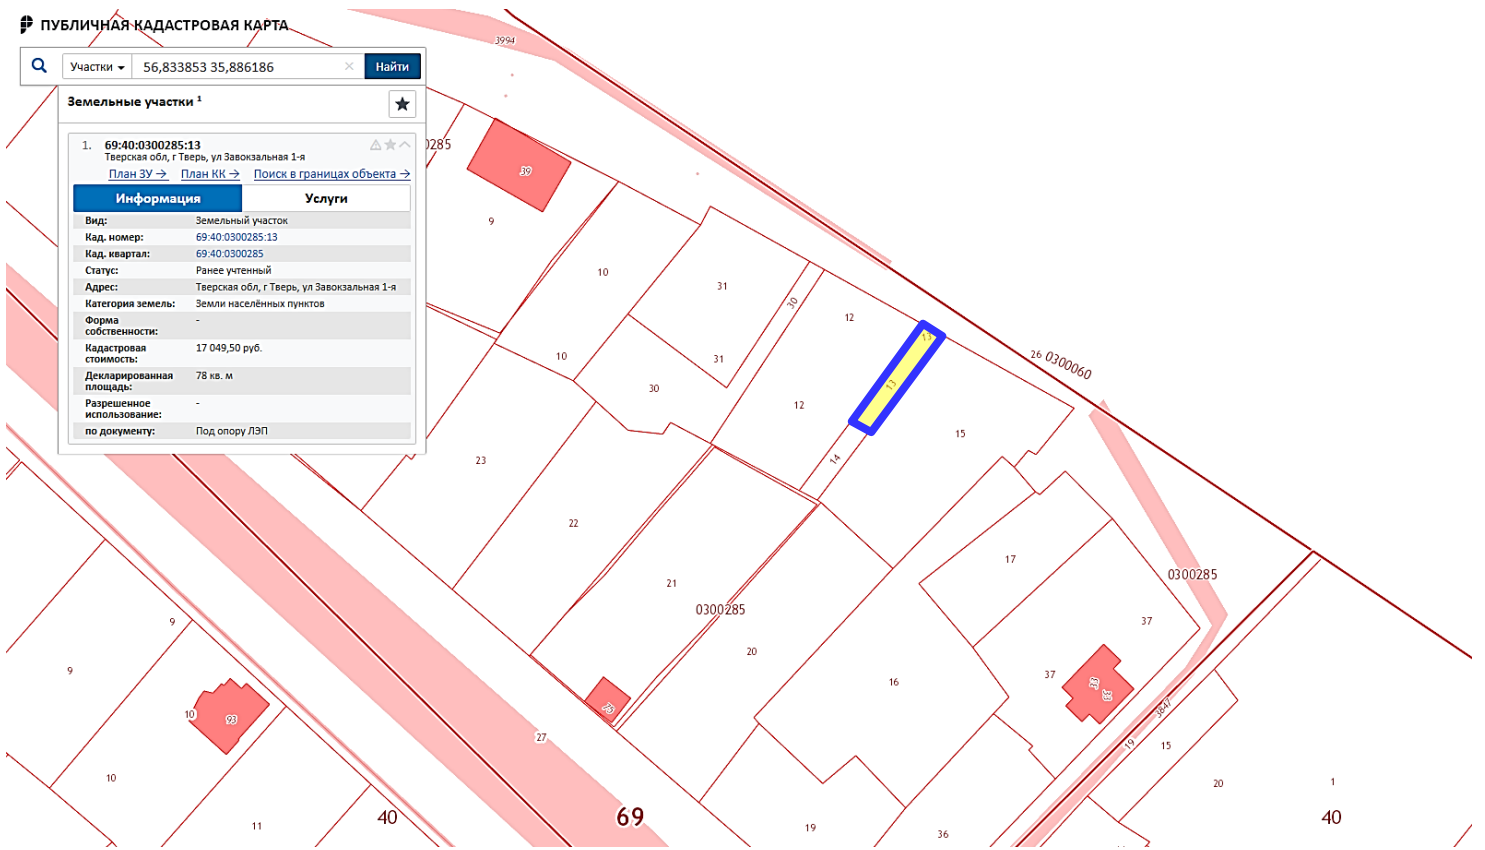 ПУБЛИЧНАЯ КАДАСТРОВАЯ КАРТА
Участки 56,833853 35,886186 × Найти
Земельные участки 1
1. 69:40:0300285:13
Тверская обл, г Тверь, ул Завокзальная 1-я
План ЗУ → План КК → Поиск в границах объекта →
Информация Услуги
Вид: Земельный участок
Кад. номер: 69:40:0300285:13
Кад. квартал: 69:40:0300285
Статус: Ранее учтенный
Адрес: Тверская обл, г Тверь, ул Завокзальная 1-я
Категория земель: Земли населённых пунктов
Форма собственности: -
Кадастровая стоимость: 17 049,50 руб.
Декларированная площадь: 78 кв. м
Разрешенное использование: -
по документу: Под опору ЛЭП
3994
0285
39
9
10
31
30
12
13
26 0300060
10
31
30
12
13
15
23
14
22
17
0300285
21
0300285
37
9
20
9
16
37
33
33
75
10
93
3847
27
19
15
10
20
1
40
69
40
11
19
36